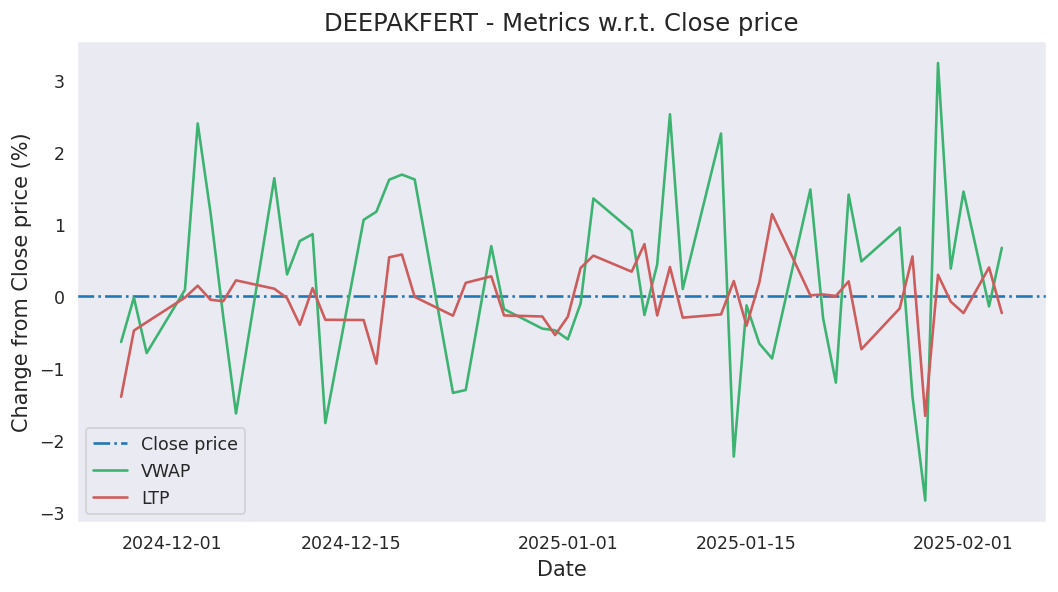 DEEPAKFERT - Metrics w.r.t. Close price
Change from Close price (%)
3
2
1
0
−1
−2
−3
Close price
VWAP
LTP
2024-12-01
2024-12-15
2025-01-01
2025-01-15
2025-02-01
Date